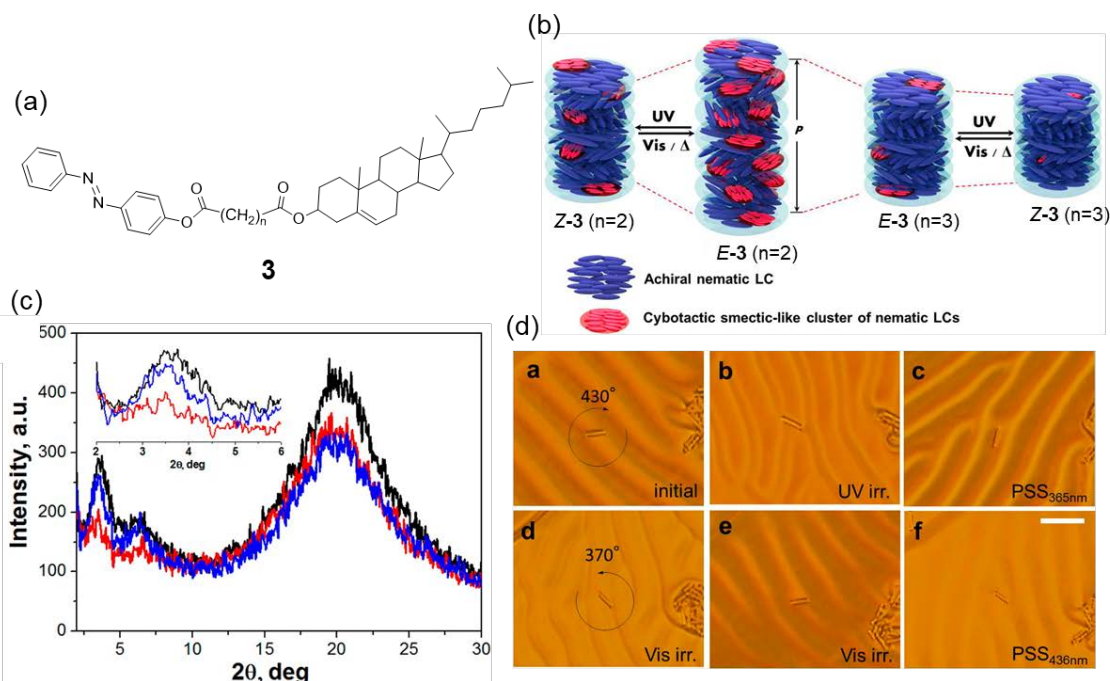 (a)
N
N
O
O
O
O
(CH2)n
3
(b)
UV
Vis / Δ
P
UV
Vis / Δ
Z-3 (n=2)
E-3 (n=2)
E-3 (n=3)
Z-3 (n=3)
Achiral nematic LC
Cybotactic smectic-like cluster of nematic LCs
(c)
Intensity, a.u.
500
400
300
200
100
0
5 10 15 20 25 30
2θ, deg
2 3 4 5 6
2θ, deg
(d)
a
430°
initial
b
UV irr.
c
PSS365nm
d
370°
Vis irr.
e
Vis irr.
f
PSS436nm